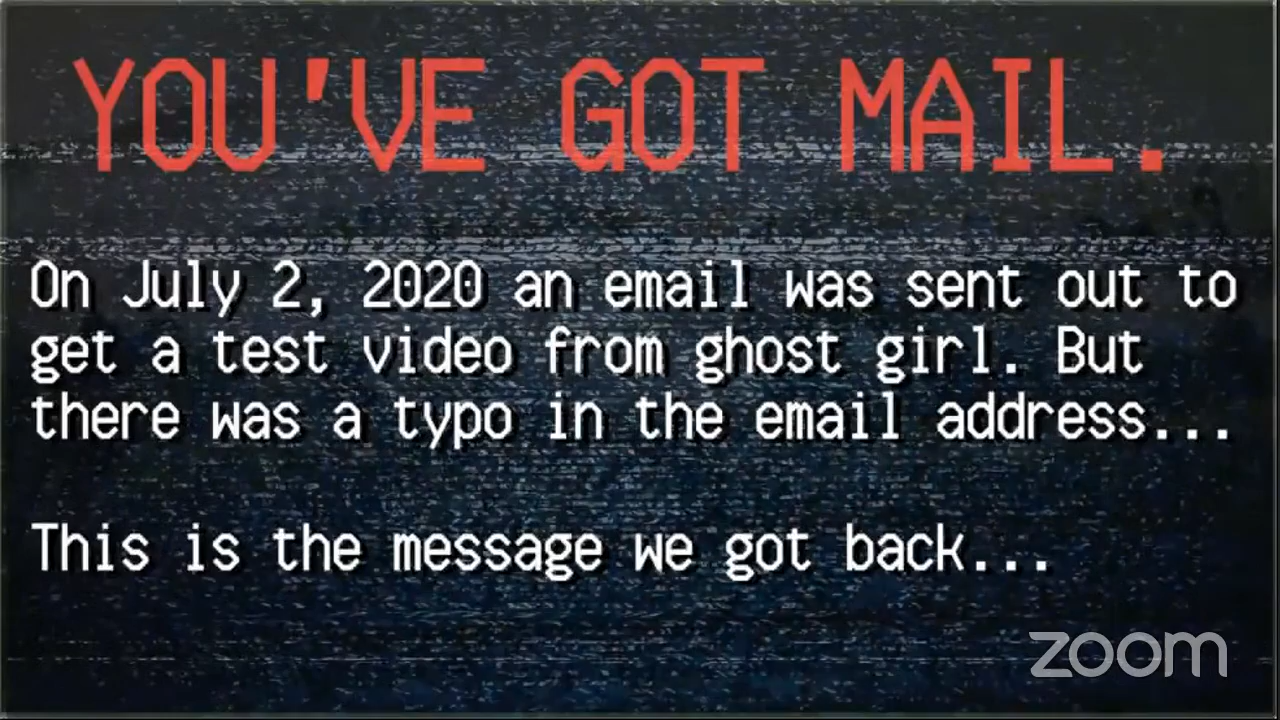 YOU'VE GOT MAIL.
On July 2, 2020 an email was sent out to
get a test video from ghost girl. But
there was a typo in the email address...
This is the message we got back...
zoom